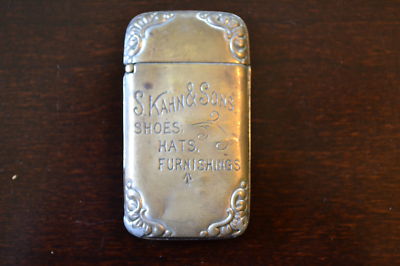 S. KAHN & SONS,
SHOES,
HATS,
FURNISHINGS